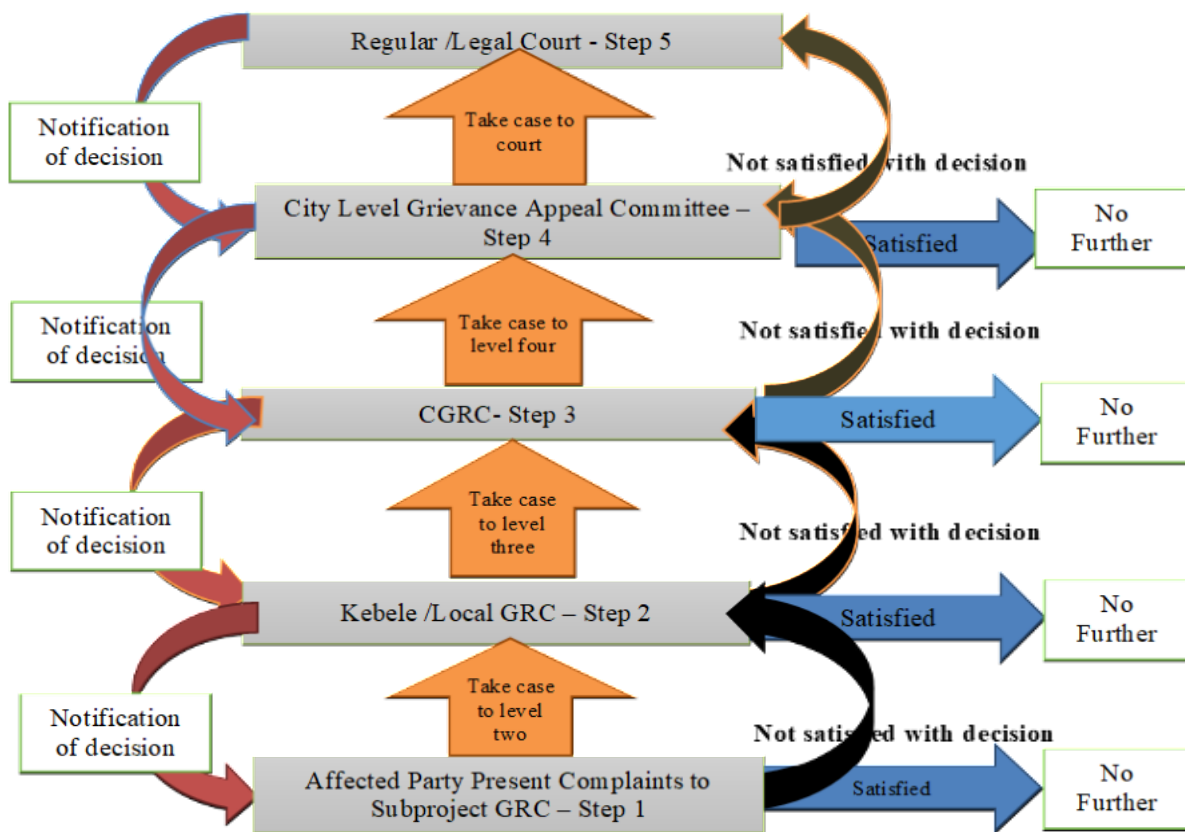 Regular /Legal Court - Step 5
Take case to
court
Notification
of decision
Not satisfied with decision
City Level Grievance Appeal Committee –
Step 4
Satisfied
No
Further
Take case to
level four
Notification
of decision
Not satisfied with decision
CGRC- Step 3
Satisfied
No
Further
Take case
to level
three
Notification
of decision
Not satisfied with decision
Kebele /Local GRC – Step 2
Satisfied
No
Further
Take case
to level
two
Notification
of decision
Not satisfied with decision
Affected Party Present Complaints to
Subproject GRC – Step 1
Satisfied
No
Further